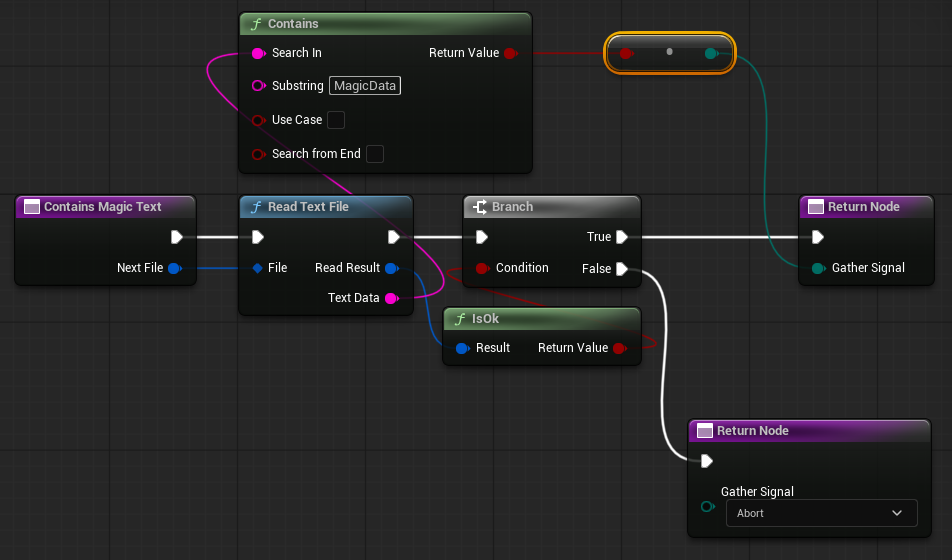 Contains
Search In
Return Value
Substring
MagicData
Use Case
Search from End
Contains Magic Text
Next File
Read Text File
File
Read Result
Text Data
Branch
True
Condition
False
Return Node
Gather Signal
IsOk
Result
Return Value
Return Node
Gather Signal
Abort